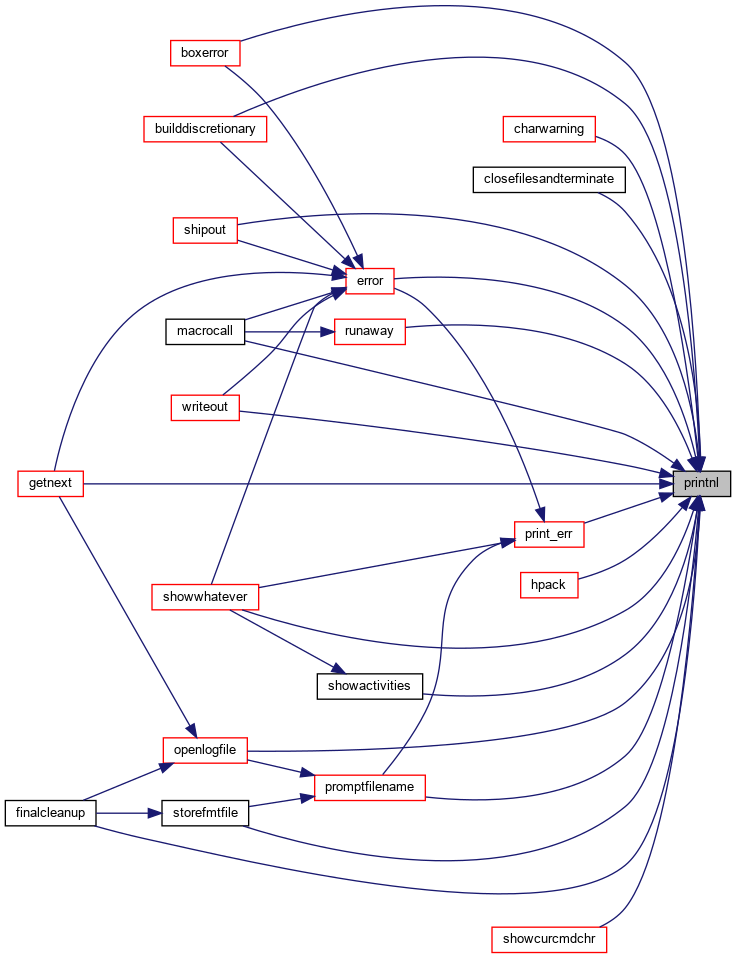 boxerror
builddiscretionary
charwarning
closefilesandterminate
shipout
error
macrocall
runaway
writeout
getnext
printnl
print_err
hpack
showwhatever
showactivities
openlogfile
promptfilename
finalcleanup
storefmtfile
showcurcmdchr